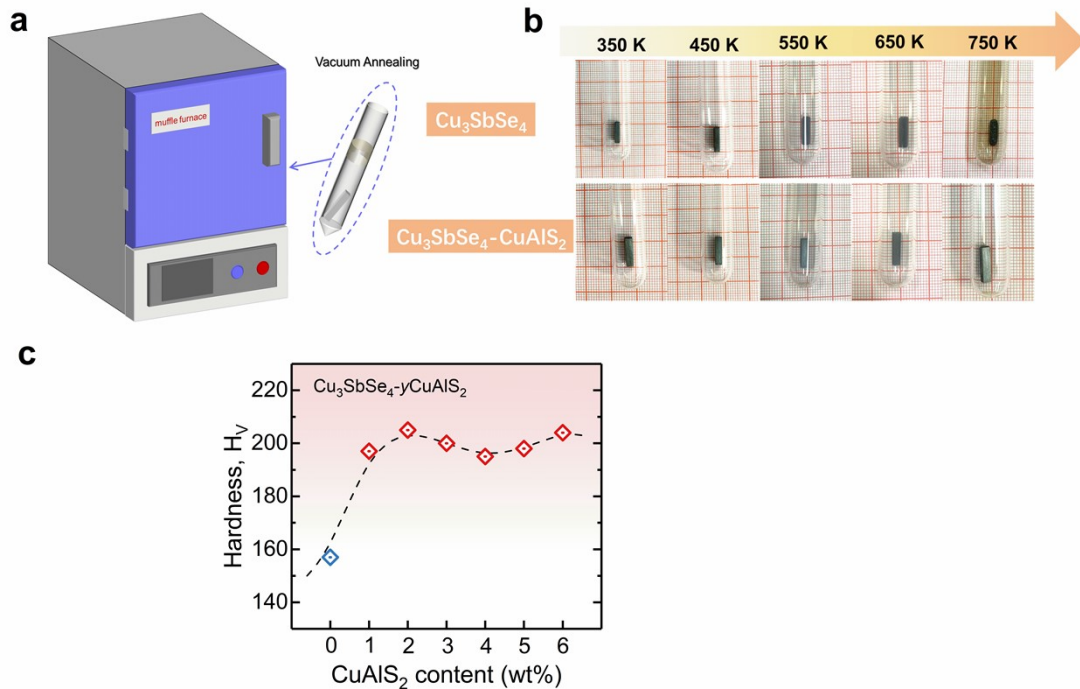 a
muffle furnace
Vacuum Annealing
Cu₃SbSe₄
Cu₃SbSe₄-CuAlS₂
b
350 K 450 K 550 K 650 K 750 K
c
Cu₃SbSe₄-yCuAlS₂
Hardness, Hᵥ
220
200
180
160
140
0 1 2 3 4 5 6
CuAlS₂ content (wt%)